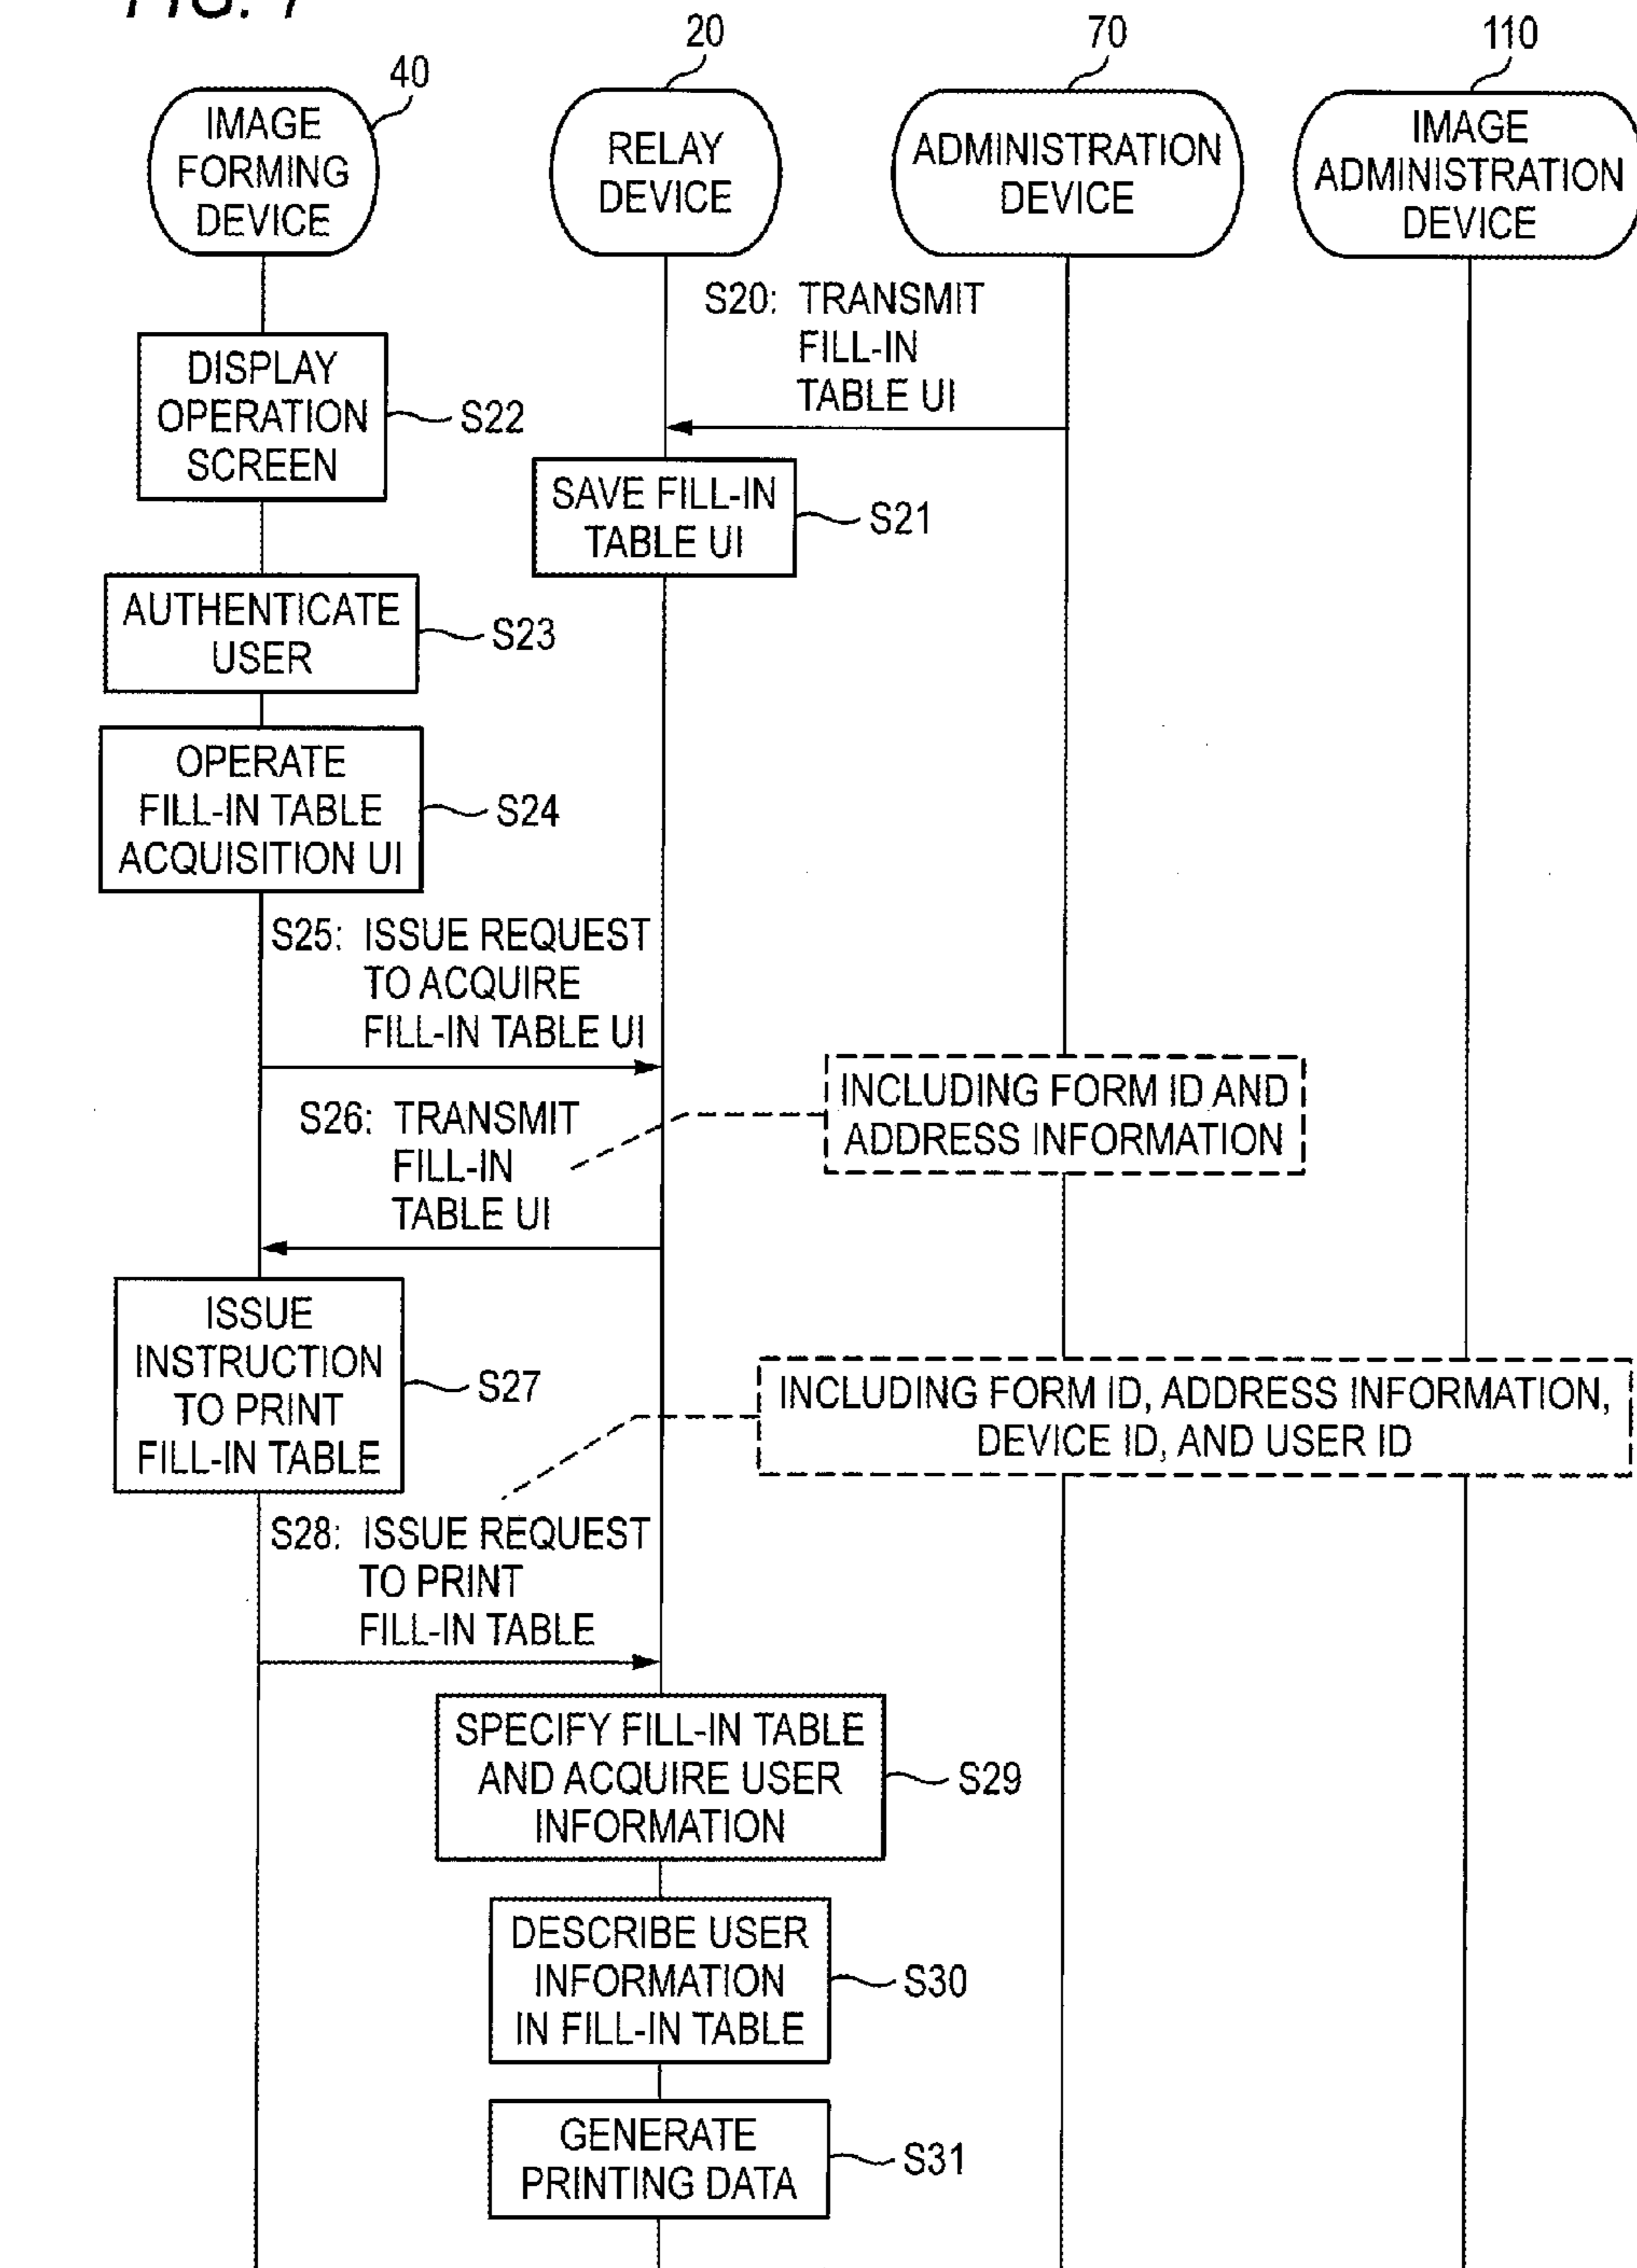 FIG. 7
20
70
110
40
IMAGE
FORMING
DEVICE
RELAY
DEVICE
ADMINISTRATION
DEVICE
IMAGE
ADMINISTRATION
DEVICE
S20: TRANSMIT
FILL-IN
TABLE UI
DISPLAY
OPERATION
SCREEN
S22
SAVE FILL-IN
TABLE UI
S21
AUTHENTICATE
USER
S23
OPERATE
FILL-IN TABLE
ACQUISITION UI
S24
S25: ISSUE REQUEST
TO ACQUIRE
FILL-IN TABLE UI
INCLUDING FORM ID AND
ADDRESS INFORMATION
S26: TRANSMIT
FILL-IN
TABLE UI
ISSUE
INSTRUCTION
TO PRINT
FILL-IN TABLE
S27
INCLUDING FORM ID, ADDRESS INFORMATION,
DEVICE ID, AND USER ID
S28: ISSUE REQUEST
TO PRINT
FILL-IN TABLE
SPECIFY FILL-IN TABLE
AND ACQUIRE USER
INFORMATION
S29
DESCRIBE USER
INFORMATION
IN FILL-IN TABLE
S30
GENERATE
PRINTING DATA
S31